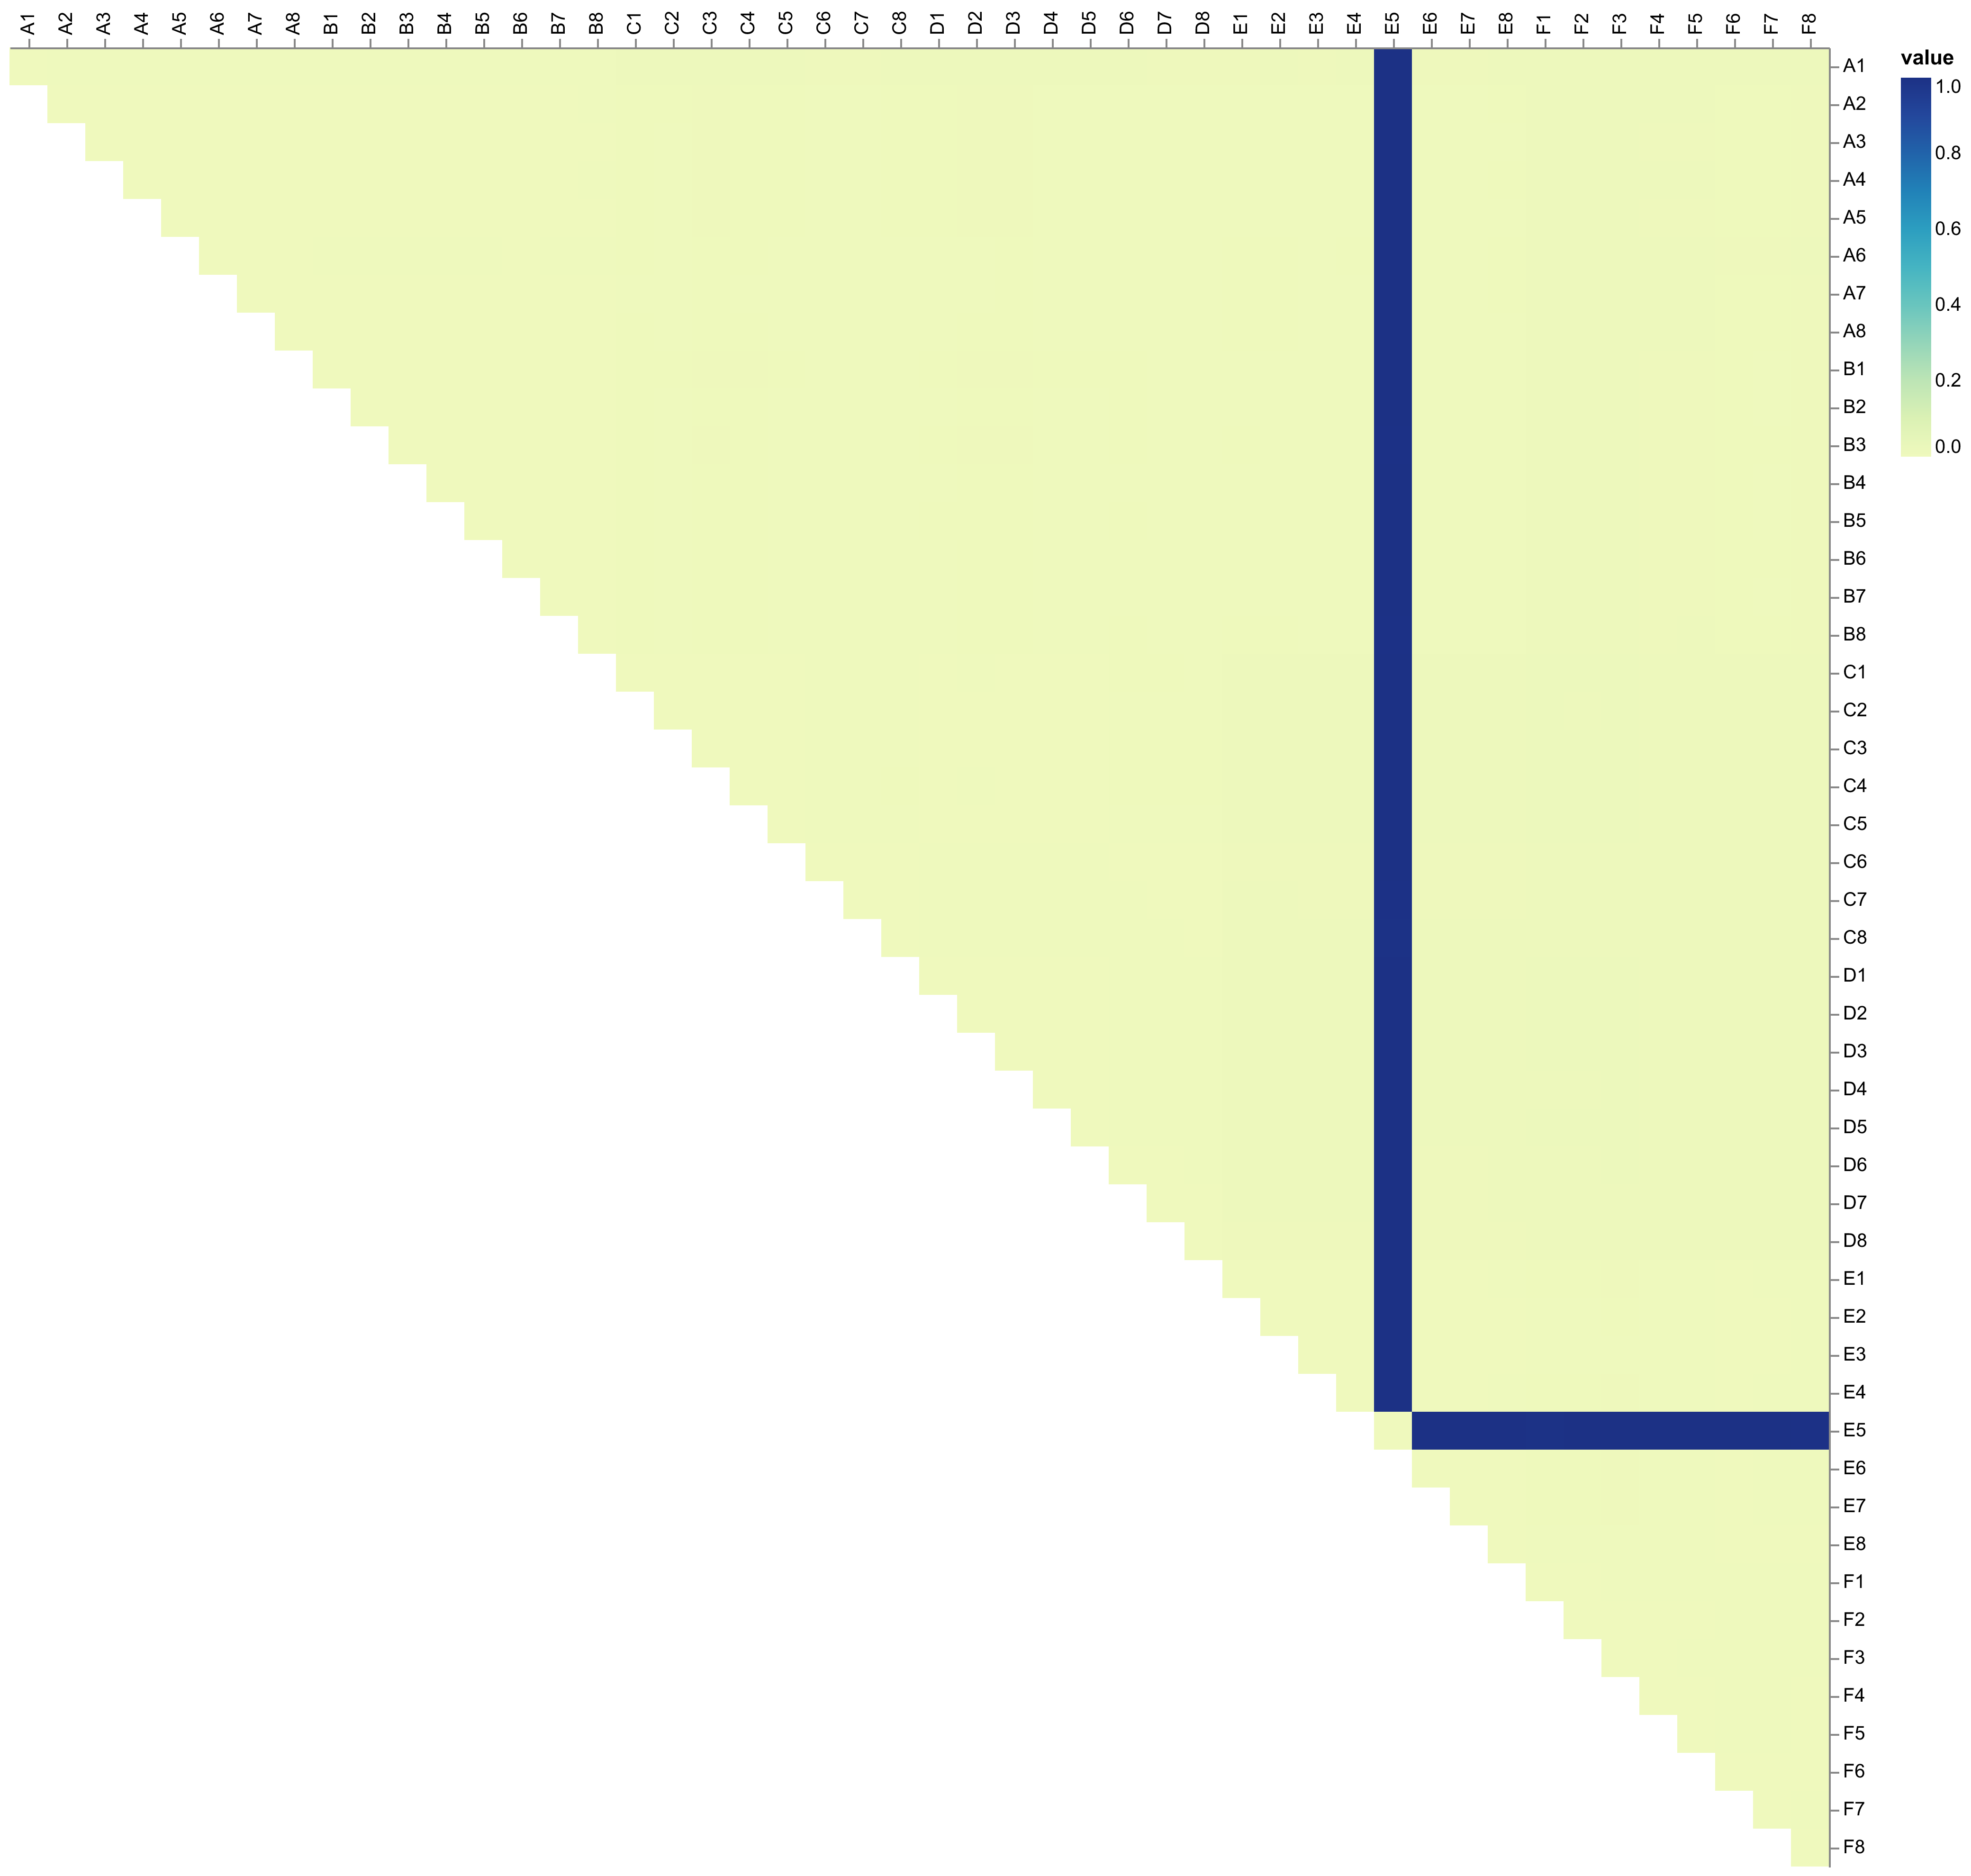 A1 A2 A3 A4 A5 A6 A7 A8 B1 B2 B3 B4 B5 B6 B7 B8 C1 C2 C3 C4 C5 C6 C7 C8 D1 D2 D3 D4 D5 D6 D7 D8 E1 E2 E3 E4 E5 E6 E7 E8 F1 F2 F3 F4 F5 F6 F7 F8
A1
A2
A3
A4
A5
A6
A7
A8
B1
B2
B3
B4
B5
B6
B7
B8
C1
C2
C3
C4
C5
C6
C7
C8
D1
D2
D3
D4
D5
D6
D7
D8
E1
E2
E3
E4
E5
E6
E7
E8
F1
F2
F3
F4
F5
F6
F7
F8
value
1.0
0.8
0.6
0.4
0.2
0.0